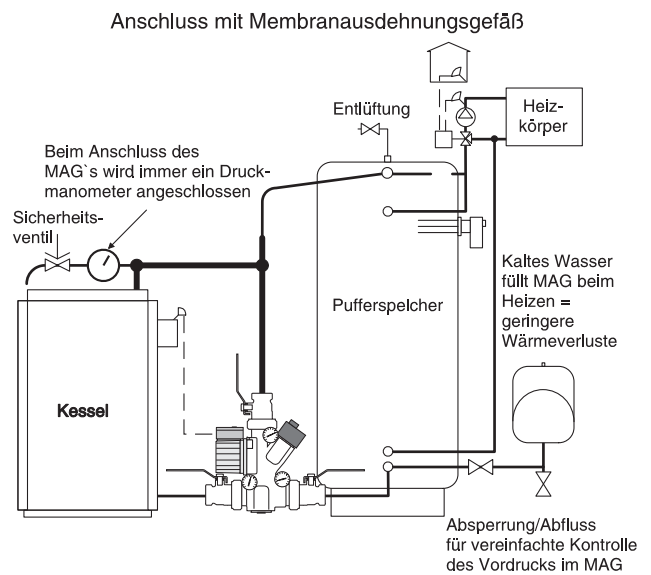 Anschluss mit Membranausdehnungsgefäß
Entlüftung
Heiz-
körper
Beim Anschluss des
MAG`s wird immer ein Druck-
manometer angeschlossen
Sicherheits-
ventil
Kaltes Wasser
füllt MAG beim
Heizen =
geringere
Wärmeverluste
Pufferspelcher
Kessel
Absperrung/Abfluss
für vereinfachte Kontrolle
des Vordrucks im MAG